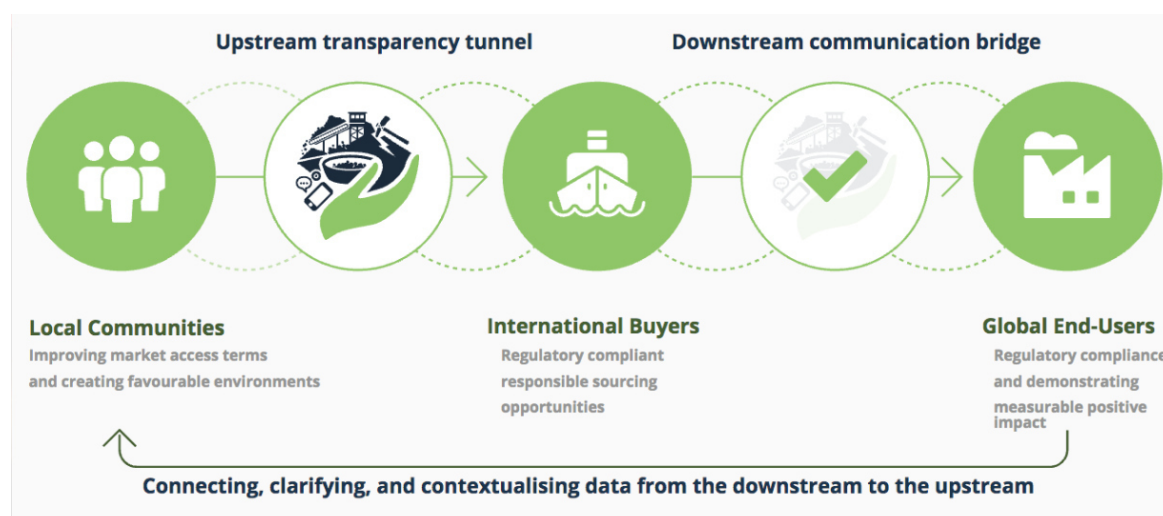 Upstream transparency tunnel
Downstream communication bridge
Local Communities
Improving market access terms
and creating favourable environments
International Buyers
Regulatory compliant
responsible sourcing
opportunities
Global End-Users
Regulatory compliance
and demonstrating
measurable positive
impact
Connecting, clarifying, and contextualising data from the downstream to the upstream